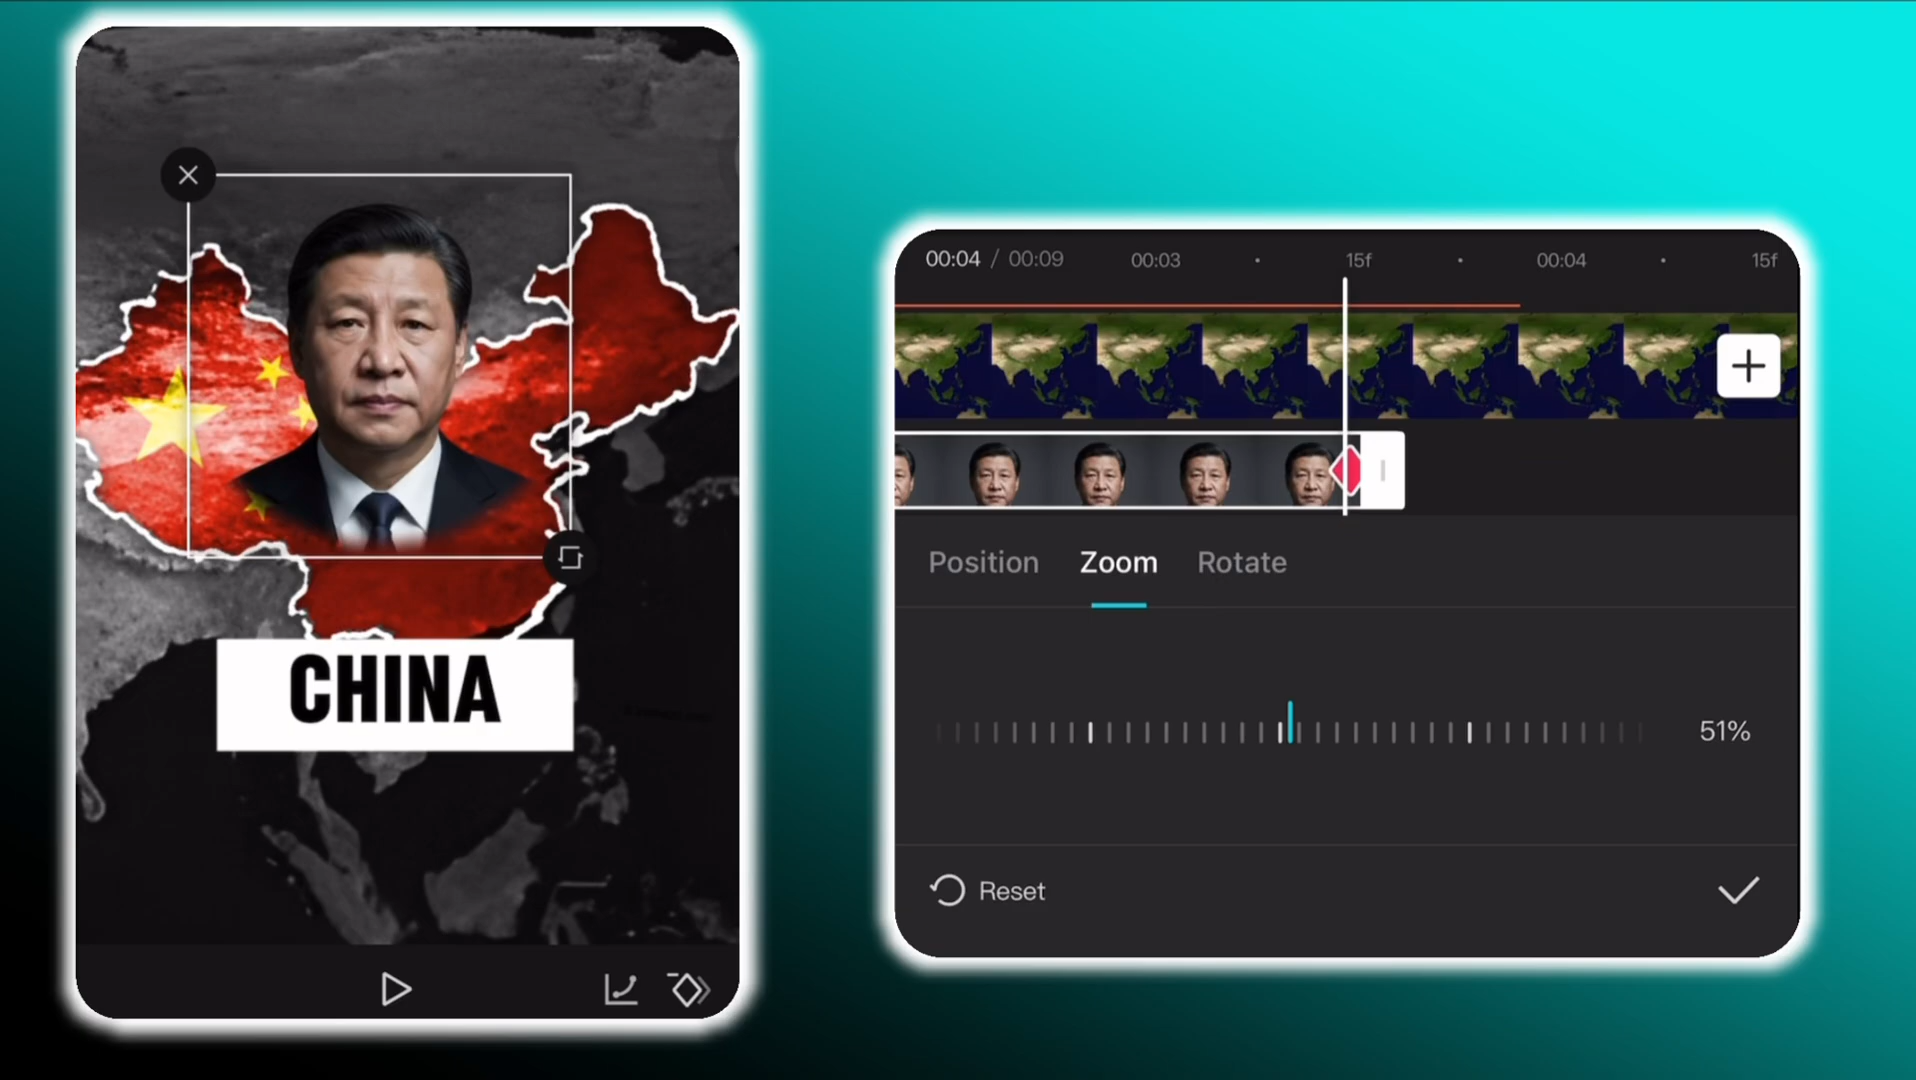 CHINA
00:04 / 00:09 00:03 15f 00:04 15f
Position Zoom Rotate
51%
Reset